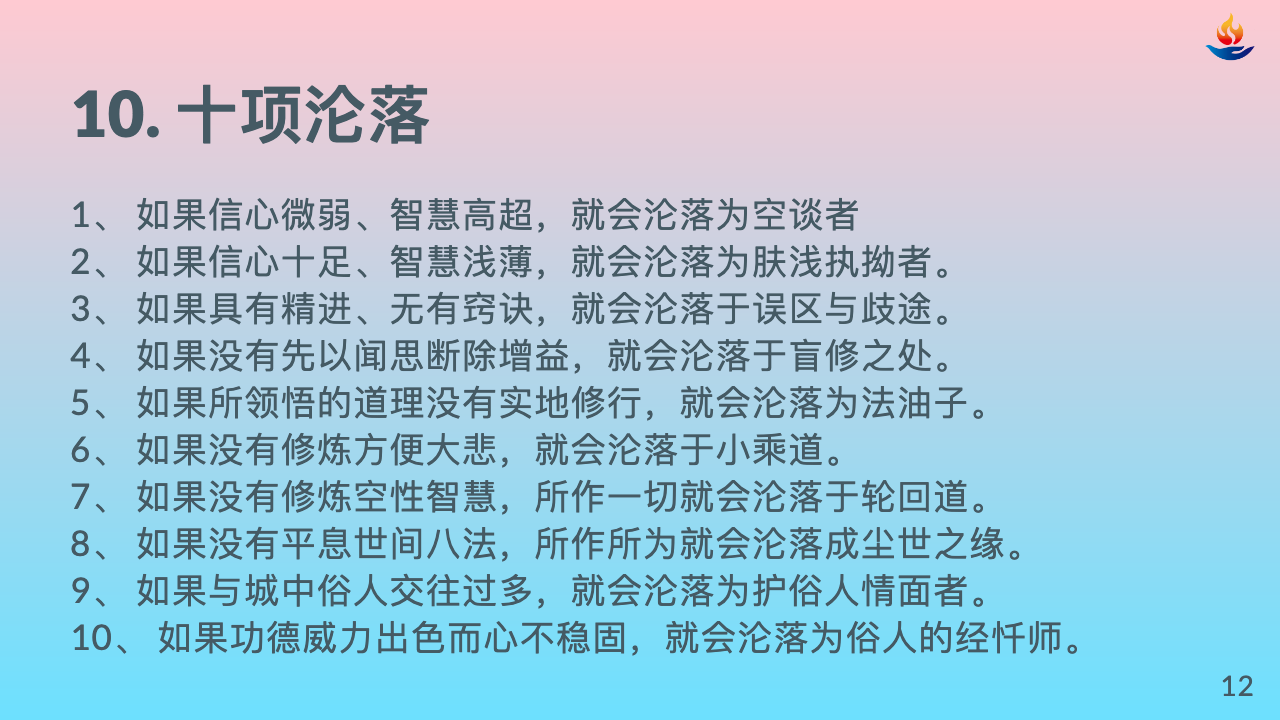 10. 十项沦落
1、 如果信心微弱、智慧高超，就会沦落为空谈者
2、 如果信心十足、智慧浅薄，就会沦落为肤浅执拗者。
3、 如果具有精进、无有窍诀，就会沦落于误区与歧途。
4、 如果没有先以闻思断除增益，就会沦落于盲修之处。
5、 如果所领悟的道理没有实地修行，就会沦落为法油子。
6、 如果没有修炼方便大悲，就会沦落于小乘道。
7、 如果没有修炼空性智慧，所作一切就会沦落于轮回道。
8、 如果没有平息世间八法，所作所为就会沦落成尘世之缘。
9、 如果与城中俗人交往过多，就会沦落为护俗人情面者。
10、 如果功德威力出色而心不稳固，就会沦落为俗人的经忏师。
12